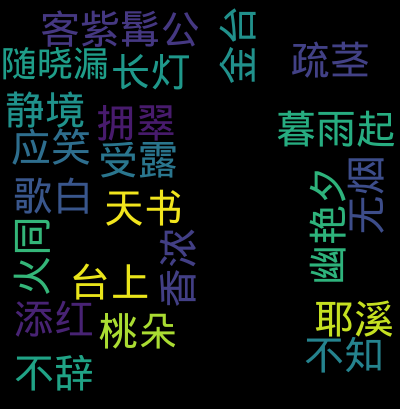 客紫髯公
金台
随晓漏
长灯
疏茎
静境
拥翠
暮雨起
应笑
受露
无烟
歌白
天书
幽艳夕
火同
香浓
台上
添红
桃朵
耶溪
不知
不辞